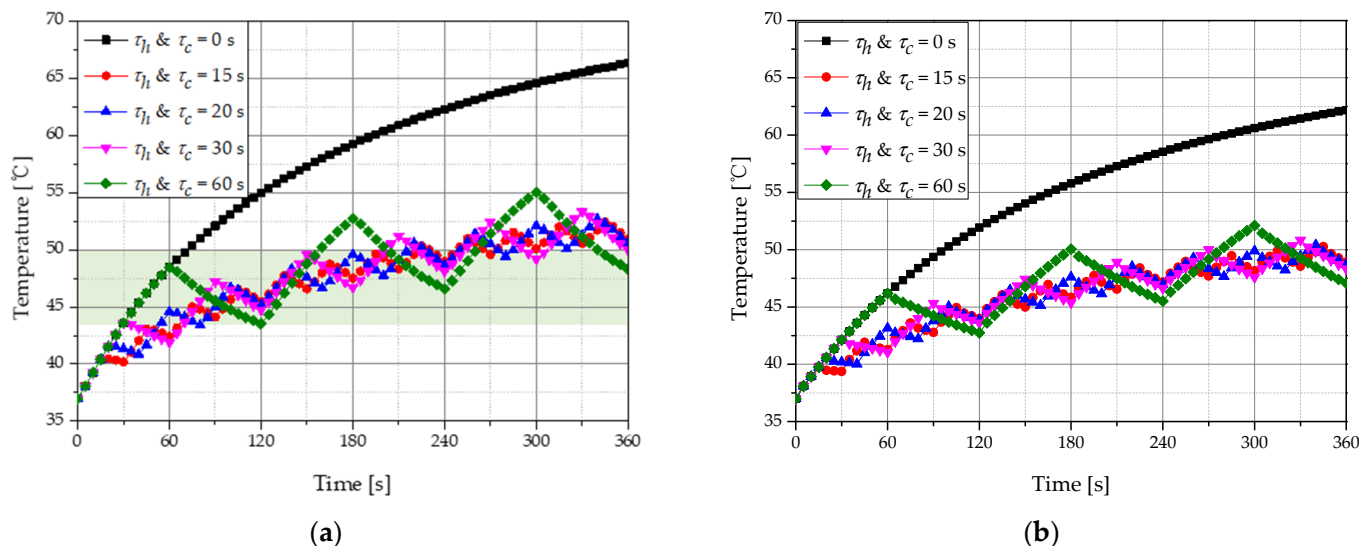 70
65
60
55
50
45
40
35
Temperature [℃]
τh & τc = 0 s
τh & τc = 15 s
τh & τc = 20 s
τh & τc = 30 s
τh & τc = 60 s
0 60 120 180 240 300 360
Time [s]
(a)
70
65
60
55
50
45
40
35
Temperature [℃]
τh & τc = 0 s
τh & τc = 15 s
τh & τc = 20 s
τh & τc = 30 s
τh & τc = 60 s
0 60 120 180 240 300 360
Time [s]
(b)